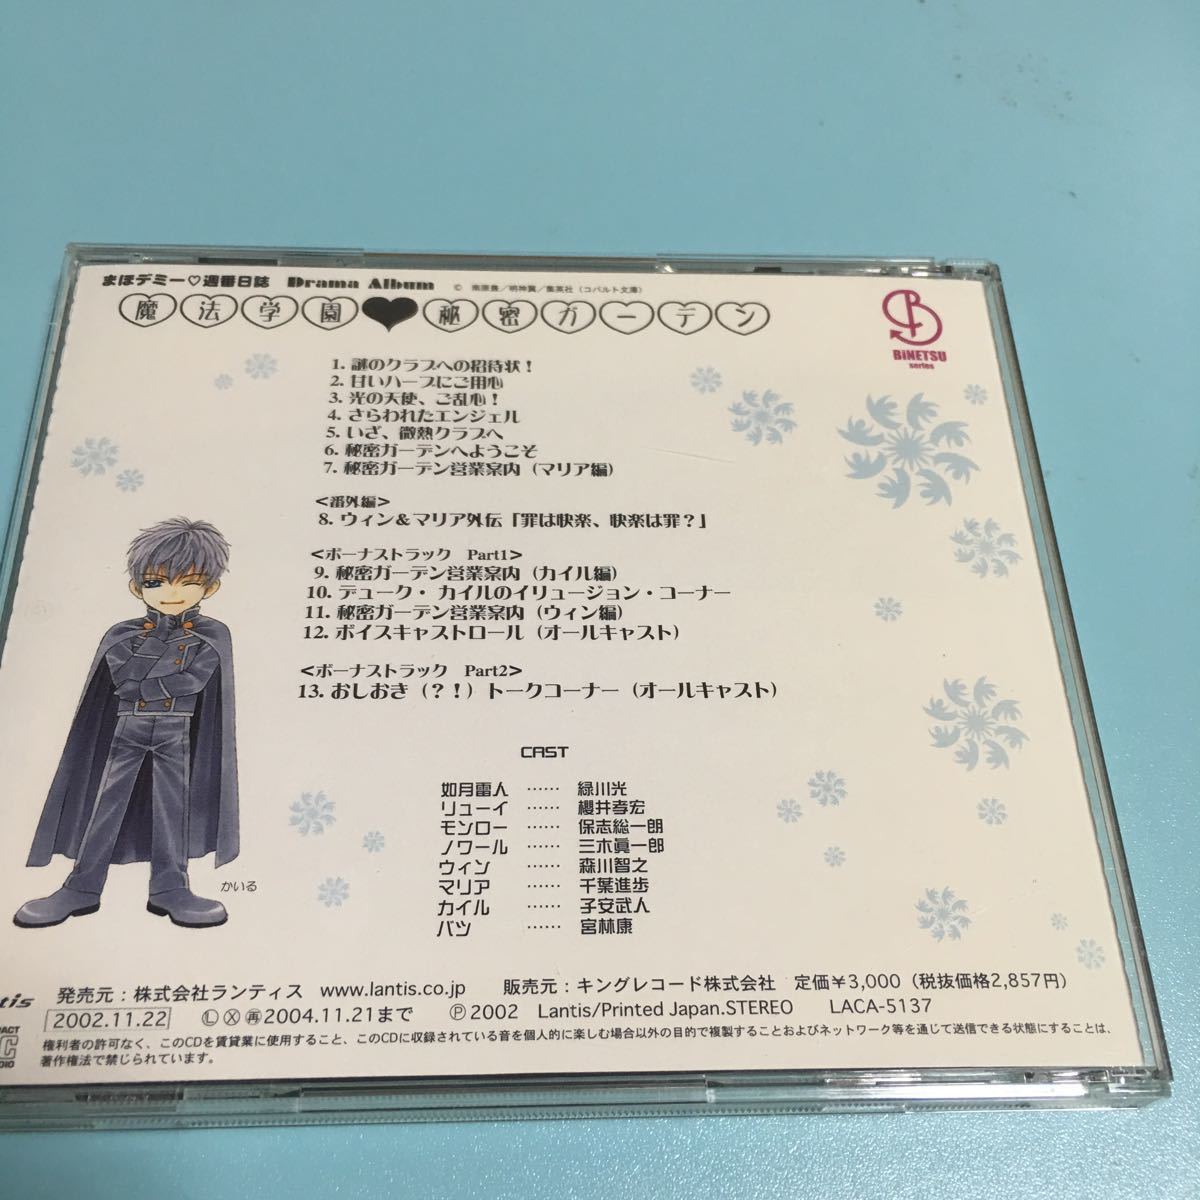 まほデミー♡週番日誌 Drama Album © 南原兼／明神翼／集英社（コバルト文庫）
魔法学園♥秘密ガーデン
BiNETSU
series
1. 謎のクラブへの招待状！
2. 甘いハーブにご用心
3. 光の天使、ご乱心！
4. さらわれたエンジェル
5. いざ、微熱クラブへ
6. 秘密ガーデンへようこそ
7. 秘密ガーデン営業案内（マリア編）
<番外編>
8. ウィン＆マリア外伝「罪は快楽、快楽は罪？」
<ボーナストラック Part1>
9. 秘密ガーデン営業案内（カイル編）
10. デューク・カイルのイリュージョン・コーナー
11. 秘密ガーデン営業案内（ウィン編）
12. ボイスキャストロール（オールキャスト）
<ボーナストラック Part2>
13. おしおき（？！）トークコーナー（オールキャスト）
かいる
CAST
如月雷人 …… 緑川光
リューイ …… 櫻井孝宏
モンロー …… 保志総一朗
ノワール …… 三木眞一郎
ウィン …… 森川智之
マリア …… 千葉進歩
カイル …… 子安武人
バツ …… 宮林康
発売元：株式会社ランティス www.lantis.co.jp 販売元：キングレコード株式会社 定価￥3,000（税抜価格2,857円）
2002.11.22 Ⓛ Ⓧ ㊢2004.11.21まで ℗ 2002 Lantis/Printed Japan.STEREO LACA-5137
権利者の許可なく、このCDを賃貸業に使用すること、このCDに収録されている音を個人的に楽しむ場合以外の目的で複製することおよびネットワーク等を通じて送信できる状態にすることは、
著作権法で禁じられています。